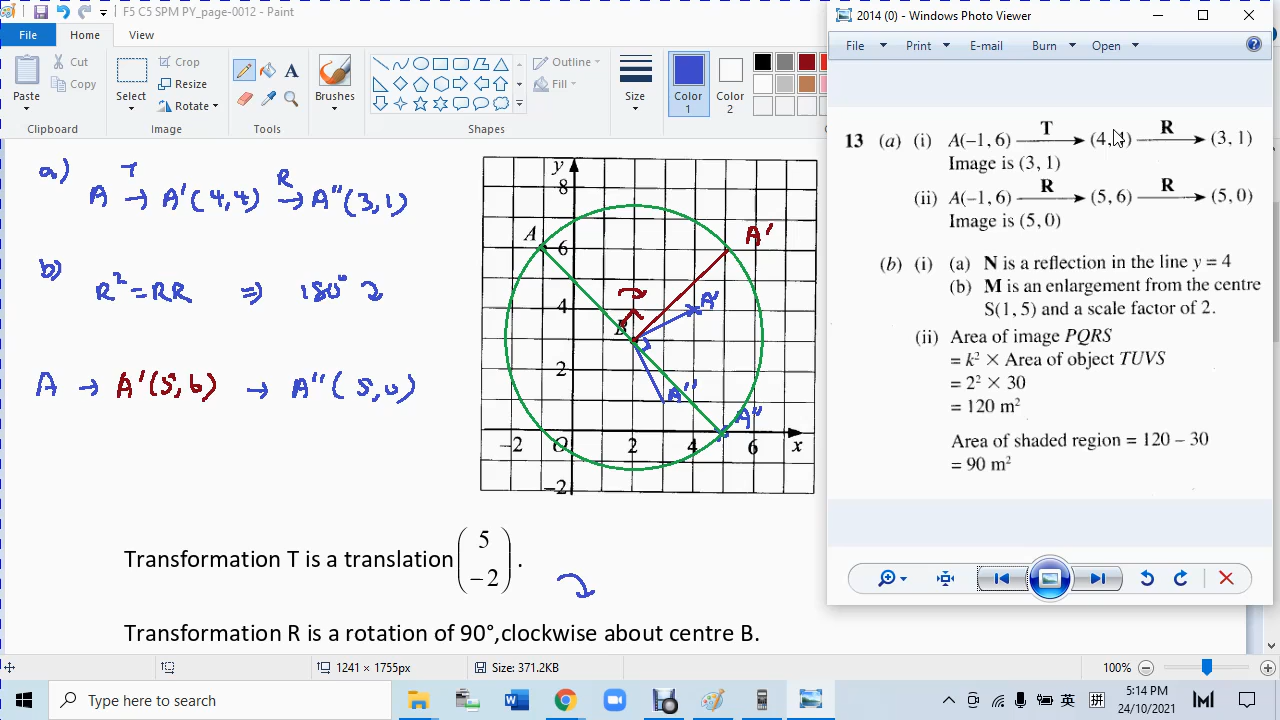 F5 C5 SPM PY_page-0012 - Paint
File Home View
Paste
Cut
Copy
Clipboard
Select
Crop
Resize
Rotate
Image
Tools
Brushes
Shapes
Outline
Fill
Size
Color 1
Color 2
a) A →T A'(4,4) →R A"(3,1)
b) R² = RR ⇒ 180° ↷
A → A'(5,6) → A"(5,0)
y
8
6
4
2
-2
-2 O 2 4 6 x
A
A'
A'
B
A''
A''
Transformation T is a translation (5 -2).
Transformation R is a rotation of 90°,clockwise about centre B.
1241 × 1755px
Size: 371.2KB
100%
2014 (0) - Windows Photo Viewer
File Print E-mail Burn Open
13 (a) (i) A(−1, 6) —T→ (4, 4) —R→ (3, 1)
Image is (3, 1)
(ii) A(−1, 6) —R→ (5, 6) —R→ (5, 0)
Image is (5, 0)
(b) (i) (a) N is a reflection in the line y = 4
(b) M is an enlargement from the centre
S(1, 5) and a scale factor of 2.
(ii) Area of image PQRS
= k² × Area of object TUVS
= 2² × 30
= 120 m²
Area of shaded region = 120 − 30
= 90 m²
Type here to search
英
拼
5:14 PM
24/10/2021